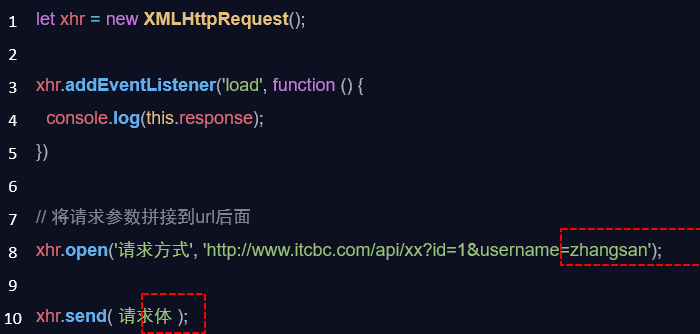 1 let xhr = new XMLHttpRequest();
2
3 xhr.addEventListener('load', function () {
4 console.log(this.response);
5 })
6
7 // 将请求参数拼接到url后面
8 xhr.open('请求方式', 'http://www.itcbc.com/api/xx?id=1&username=zhangsan');
9
10 xhr.send( 请求体 );